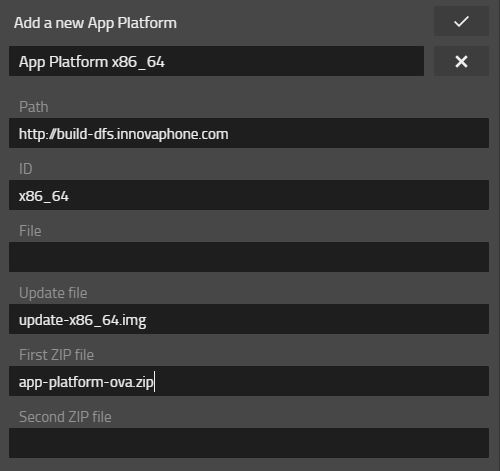 Add a new App Platform
App Platform x86_64
Path
http://build-dfs.innovaphone.com
ID
x86_64
File
Update file
update-x86_64.img
First ZIP file
app-platform-ova.zip
Second ZIP file